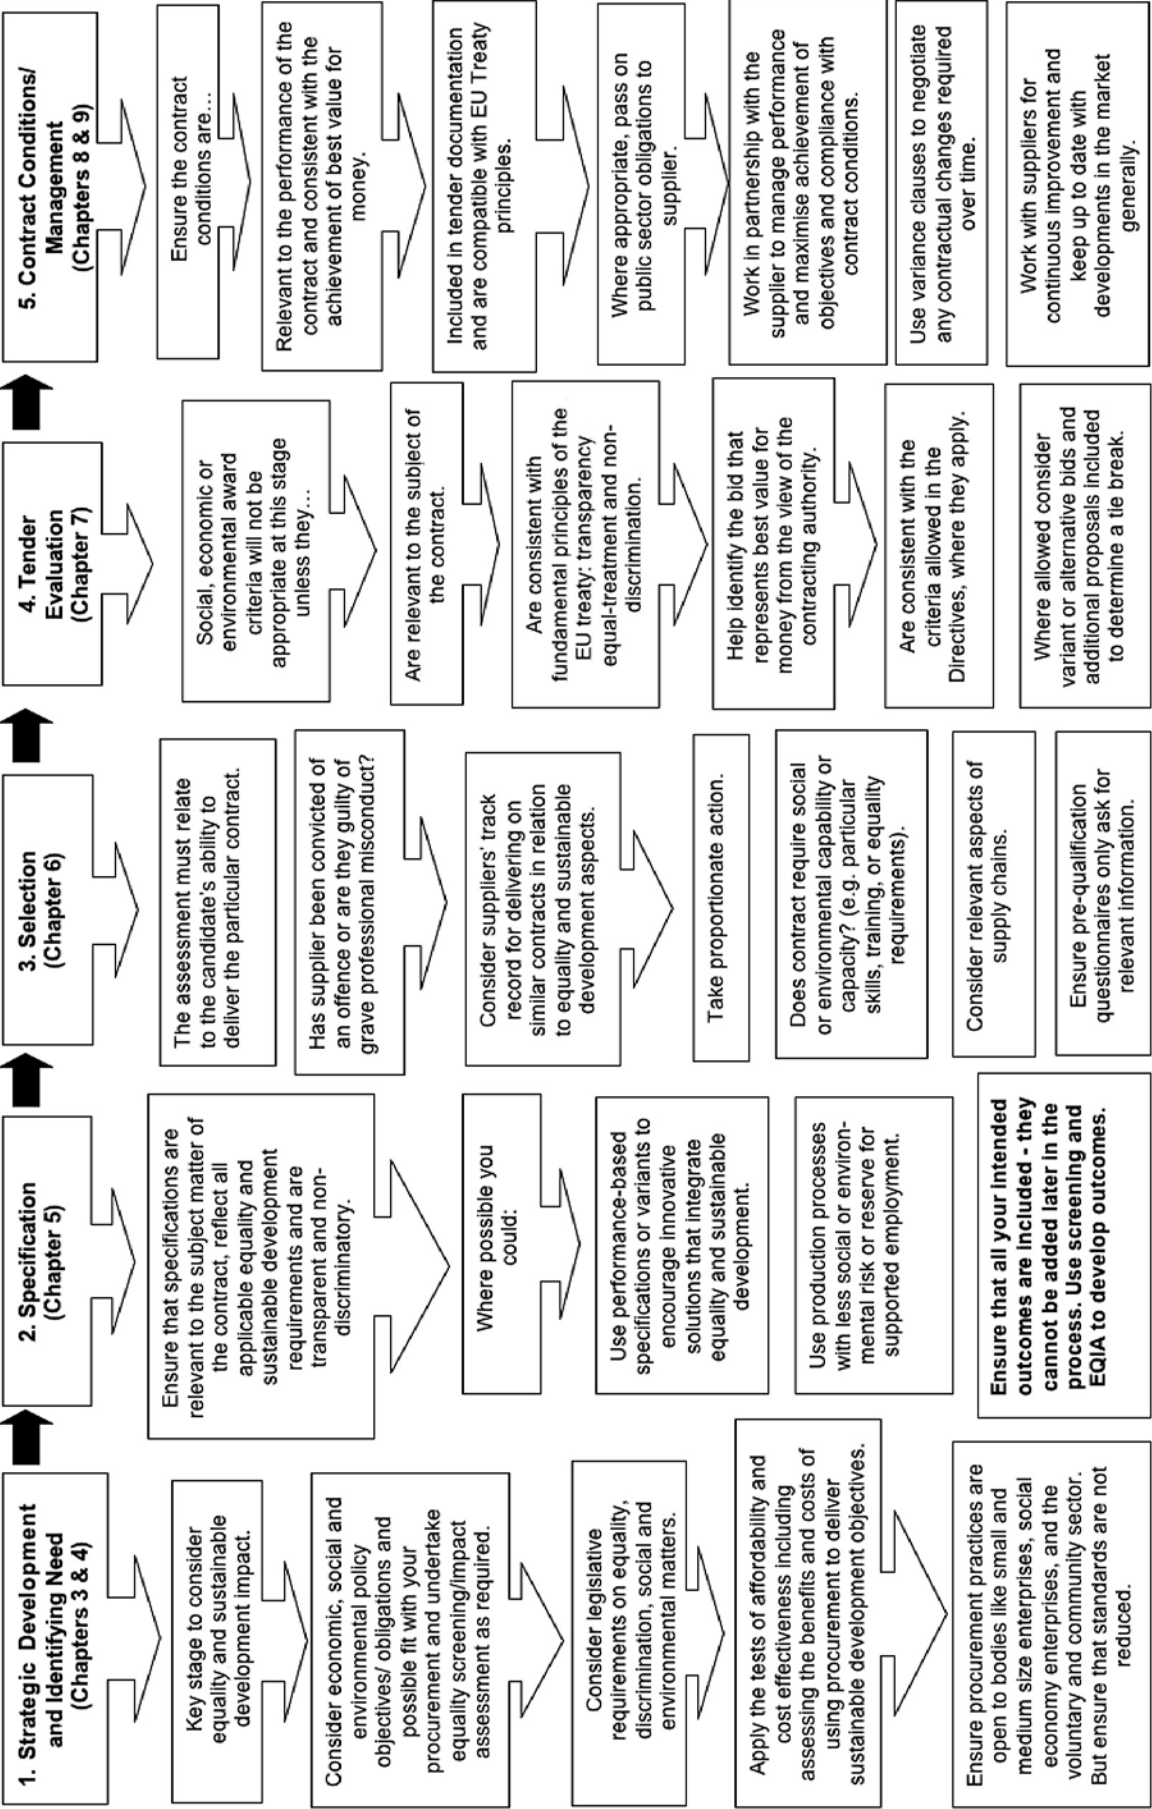 1. Strategic Development
and Identifying Need
(Chapters 3 & 4)
Key stage to consider
equality and sustainable
development impact.
Consider economic, social and
environmental policy
objectives/ obligations and
possible fit with your
procurement and undertake
equality screening/impact
assessment as required.
Consider legislative
requirements on equality,
discrimination, social and
environmental matters.
Apply the tests of affordability and
cost effectiveness including
assessing the benefits and costs of
using procurement to deliver
sustainable development objectives.
Ensure procurement practices are
open to bodies like small and
medium size enterprises, social
economy enterprises, and the
voluntary and community sector.
But ensure that standards are not
reduced.
2. Specification
(Chapter 5)
Ensure that specifications are
relevant to the subject matter of
the contract, reflect all
applicable equality and
sustainable development
requirements and are
transparent and non-
discriminatory.
Where possible you
could:
Use performance-based
specifications or variants to
encourage innovative
solutions that integrate
equality and sustainable
development.
Use production processes
with less social or environ-
mental risk or reserve for
supported employment.
Ensure that all your intended
outcomes are included - they
cannot be added later in the
process. Use screening and
EQIA to develop outcomes.
3. Selection
(Chapter 6)
The assessment must relate
to the candidate's ability to
deliver the particular contract.
Has supplier been convicted of
an offence or are they guilty of
grave professional misconduct?
Consider suppliers' track
record for delivering on
similar contracts in relation
to equality and sustainable
development aspects.
Take proportionate action.
Does contract require social
or environmental capability or
capacity? (e.g. particular
skills, training, or equality
requirements).
Consider relevant aspects of
supply chains.
Ensure pre-qualification
questionnaires only ask for
relevant information.
4. Tender
Evaluation
(Chapter 7)
Social, economic or
environmental award
criteria will not be
appropriate at this stage
unless they…
Are relevant to the subject of
the contract.
Are consistent with
fundamental principles of the
EU treaty: transparency
equal-treatment and non-
discrimination.
Help identify the bid that
represents best value for
money from the view of the
contracting authority.
Are consistent with the
criteria allowed in the
Directives, where they apply.
Where allowed consider
variant or alternative bids and
additional proposals included
to determine a tie break.
5. Contract Conditions/
Management
(Chapters 8 & 9)
Ensure the contract
conditions are…
Relevant to the performance of the
contract and consistent with the
achievement of best value for
money.
Included in tender documentation
and are compatible with EU Treaty
principles.
Where appropriate, pass on
public sector obligations to
supplier.
Work in partnership with the
supplier to manage performance
and maximise achievement of
objectives and compliance with
contract conditions.
Use variance clauses to negotiate
any contractual changes required
over time.
Work with suppliers for
continuous improvement and
keep up to date with
developments in the market
generally.